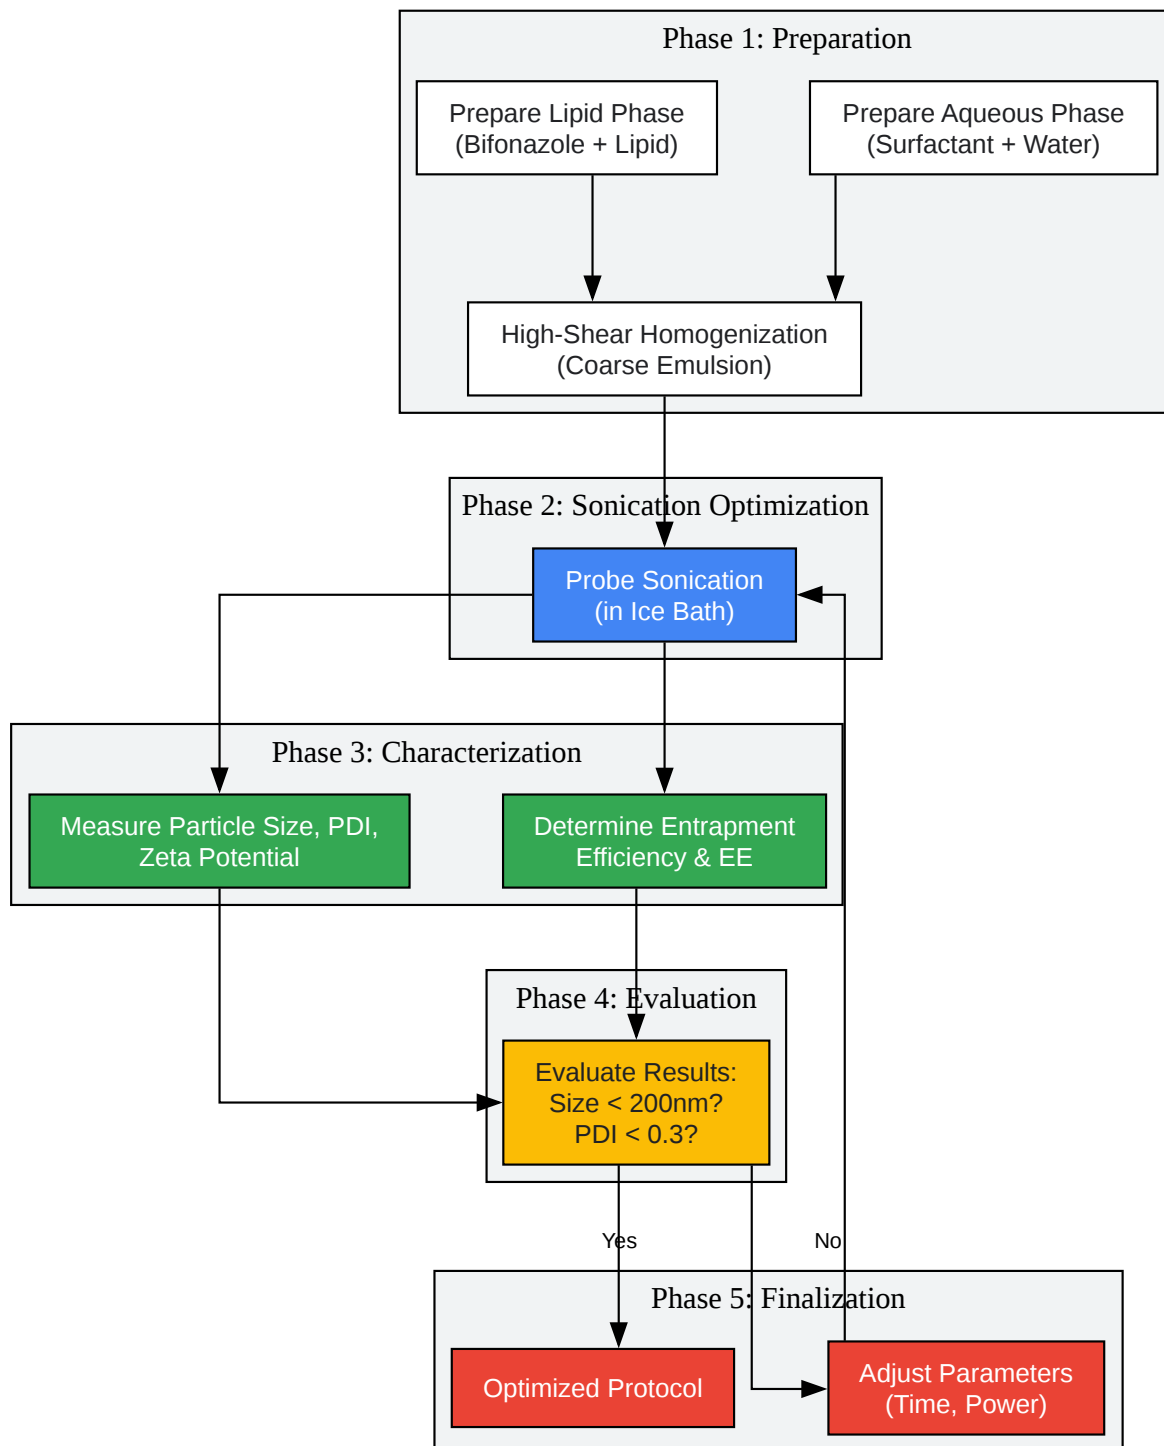 Phase 1: Preparation
Prepare Lipid Phase
(Bifonazole + Lipid)
Prepare Aqueous Phase
(Surfactant + Water)
High-Shear Homogenization
(Coarse Emulsion)
Phase 2: Sonication Optimization
Probe Sonication
(in Ice Bath)
Phase 3: Characterization
Measure Particle Size, PDI,
Zeta Potential
Determine Entrapment
Efficiency & EE
Phase 4: Evaluation
Evaluate Results:
Size < 200nm?
PDI < 0.3?
Yes
No
Phase 5: Finalization
Optimized Protocol
Adjust Parameters
(Time, Power)